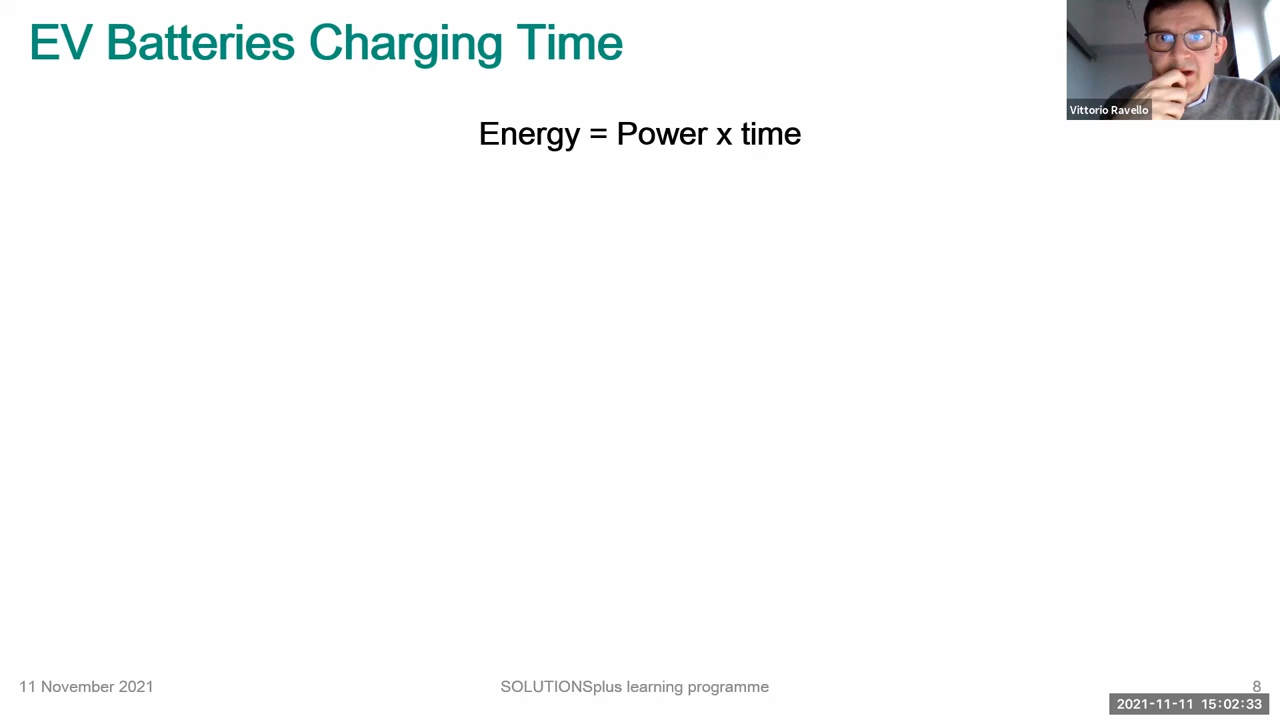 EV Batteries Charging Time
Vittorio Ravello
Energy = Power x time
11 November 2021
SOLUTIONSplus learning programme
8
2021-11-11 15:02:33